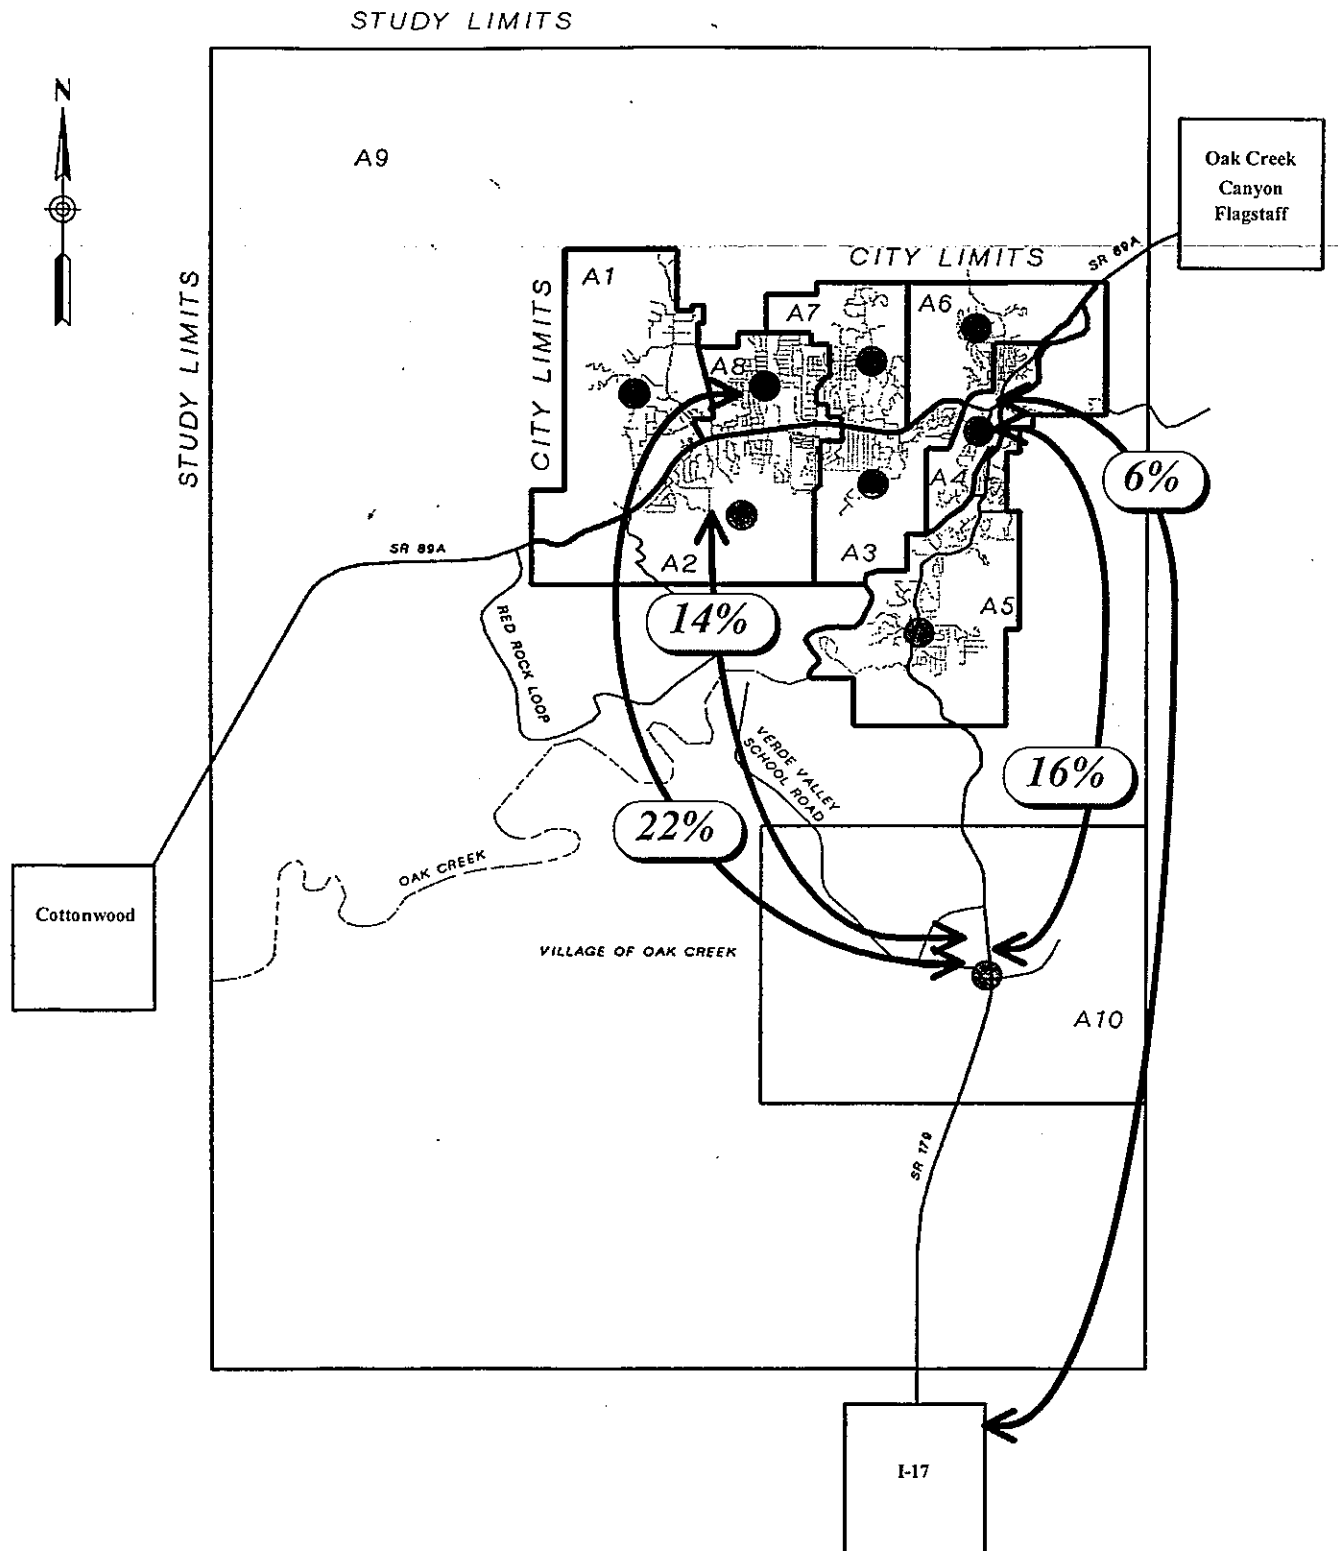 STUDY LIMITS
N
A9
Oak Creek
Canyon
Flagstaff
STUDY LIMITS
CITY LIMITS
CITY LIMITS
SR 89A
A1
A7
A6
A8
A4
6%
SR 89A
A2
A3
A5
14%
RED ROCK LOOP
VERDE VALLEY
SCHOOL ROAD
16%
22%
OAK CREEK
Cottonwood
VILLAGE OF OAK CREEK
A10
SR 179
I-17